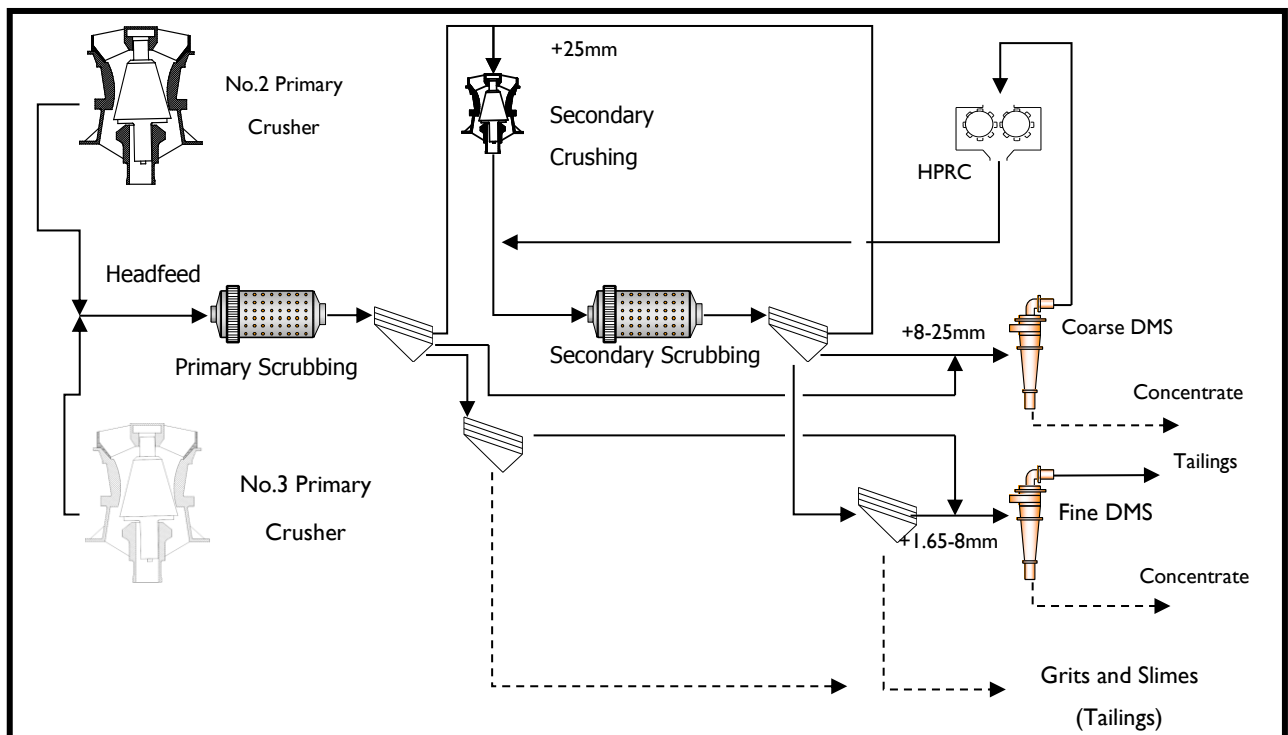 No.2 Primary
Crusher
+25mm
Secondary
Crushing
HPRC
Headfeed
Primary Scrubbing
Secondary Scrubbing
+8-25mm
Coarse DMS
Concentrate
Tailings
No.3 Primary
Crusher
Fine DMS
+1.65-8mm
Concentrate
Grits and Slimes
(Tailings)